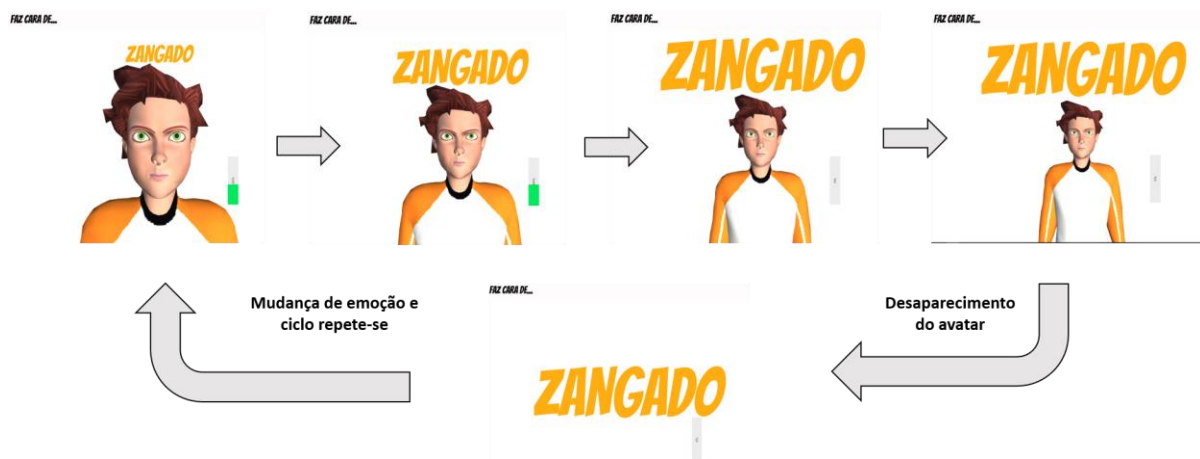 FAZ CARA DE...
ZANGADO
FAZ CARA DE...
ZANGADO
FAZ CARA DE...
ZANGADO
FAZ CARA DE...
ZANGADO
Mudança de emoção e
ciclo repete-se
FAZ CARA DE...
ZANGADO
Desaparecimento
do avatar